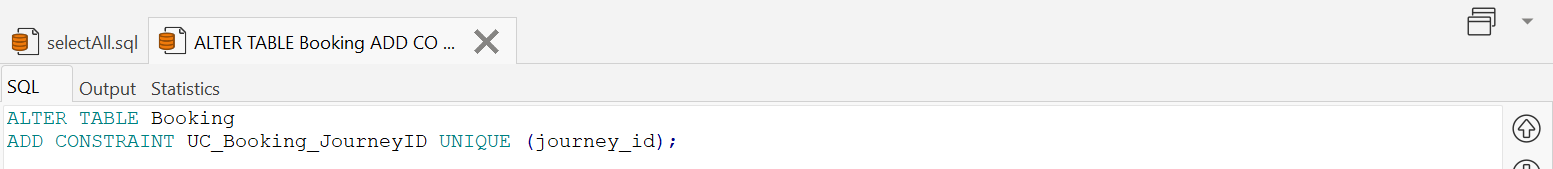 selectAll.sql
ALTER TABLE Booking ADD CO ...
SQL
Output
Statistics
ALTER TABLE Booking
ADD CONSTRAINT UC_Booking_JourneyID UNIQUE (journey_id);